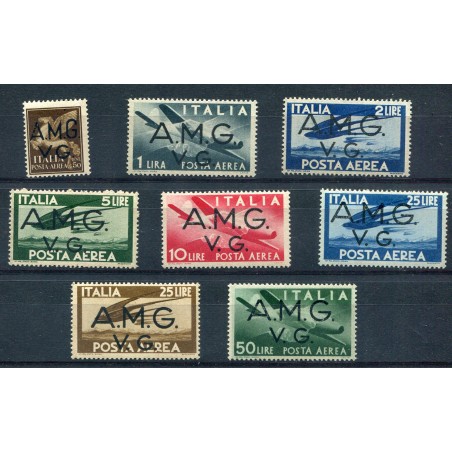 A.M.G.
V.G.
ITALIA
POSTA AEREA 50
ITALIA
A.M.G.
V.G.
1 LIRA POSTA AEREA
ITALIA 2 LIRE
A.M.G.
V.G.
POSTA AEREA
ITALIA 5 LIRE
A.M.G.
V.G.
POSTA AEREA
ITALIA
A.M.G.
V.G.
10 LIRE POSTA AEREA
ITALIA 25 LIRE
A.M.G.
V.G.
POSTA AEREA
ITALIA 25 LIRE
A.M.G.
V.G.
POSTA AEREA
ITALIA
A.M.G.
V.G.
50 LIRE POSTA AEREA